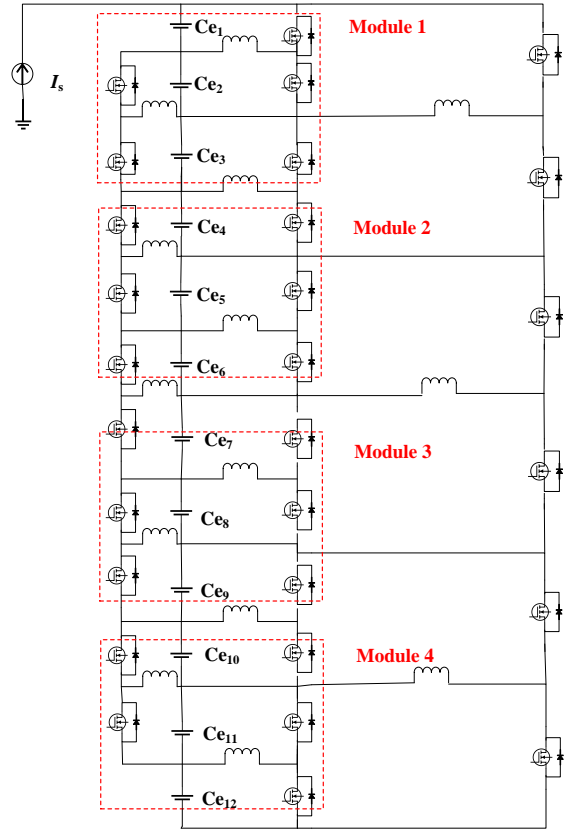 Ce1
Module 1
Is
Ce2
Ce3
Ce4
Module 2
Ce5
Ce6
Ce7
Module 3
Ce8
Ce9
Ce10
Module 4
Ce11
Ce12